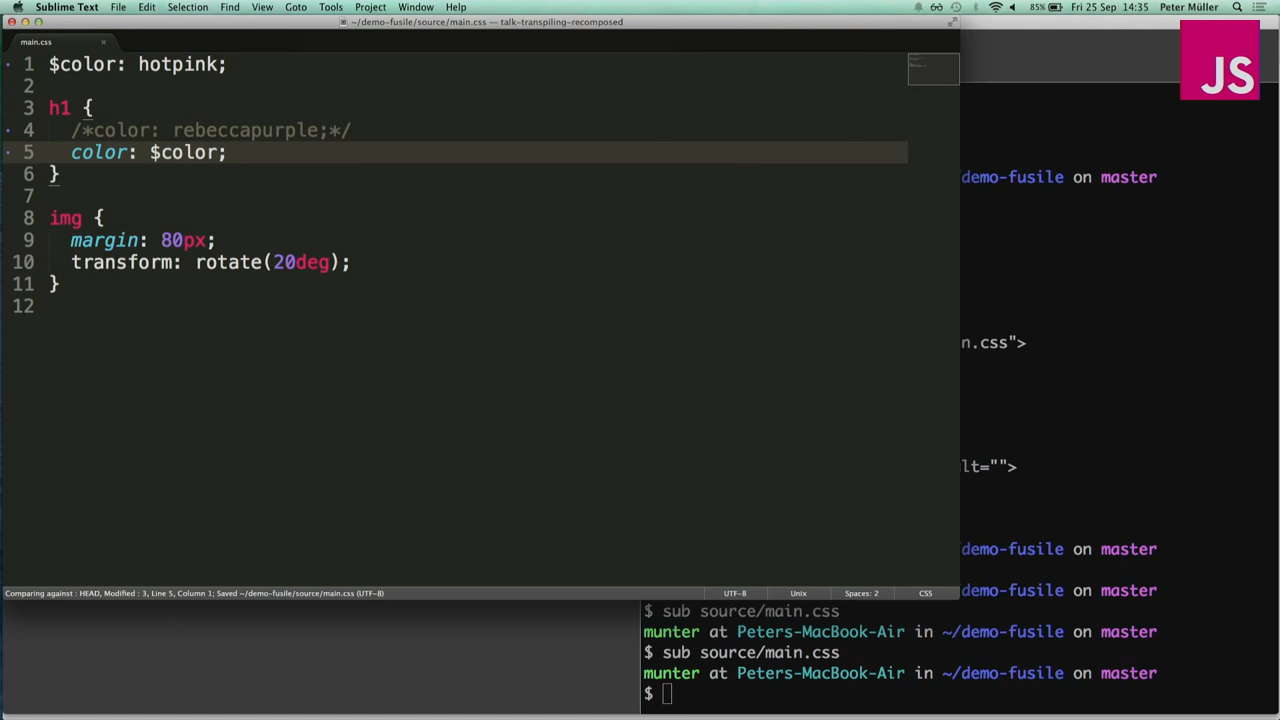 Sublime Text File Edit Selection Find View Goto Tools Project Window Help 85% Fri 25 Sep 14:35 Peter Müller
~/demo-fusile/source/main.css — talk-transpiling-recomposed
JS
main.css ×
1 $color: hotpink;
2
3 h1 {
4 /*color: rebeccapurple;*/
5 color: $color;
6 }
7
8 img {
9 margin: 80px;
10 transform: rotate(20deg);
11 }
12
/demo-fusile on master
n.css">
lt="">
/demo-fusile on master
/demo-fusile on master
Comparing against : HEAD, Modified : 3, Line 5, Column 1; Saved ~/demo-fusile/source/main.css (UTF-8) UTF-8 Unix Spaces: 2 CSS
$ sub source/main.css
munter at Peters-MacBook-Air in ~/demo-fusile on master
$ sub source/main.css
munter at Peters-MacBook-Air in ~/demo-fusile on master
$